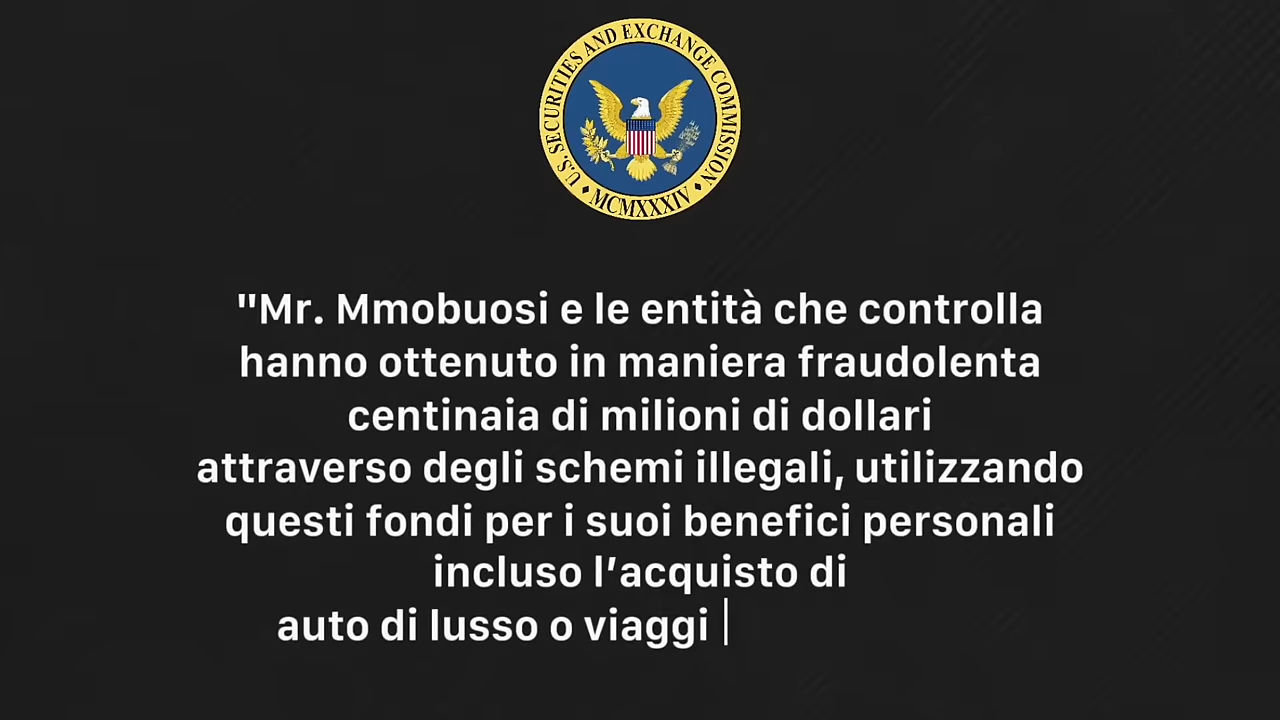 U.S. SECURITIES AND EXCHANGE COMMISSION
MCMXXXIV
"Mr. Mmobuosi e le entità che controlla
hanno ottenuto in maniera fraudolenta
centinaia di milioni di dollari
attraverso degli schemi illegali, utilizzando
questi fondi per i suoi benefici personali
incluso l’acquisto di
auto di lusso o viaggi